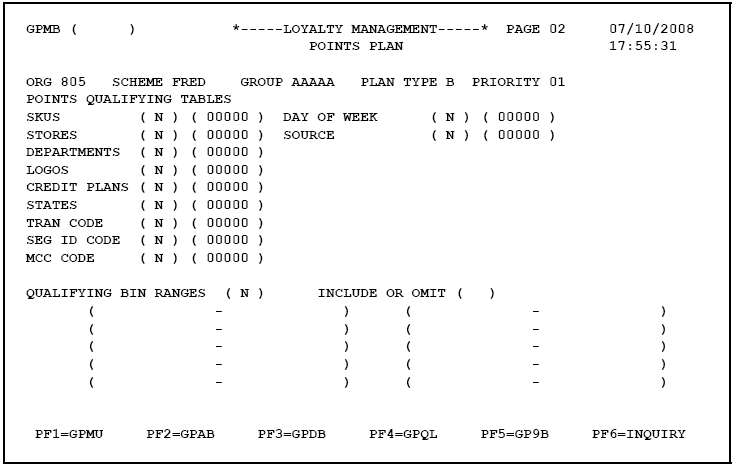 GPMB (      )          *-----LOYALTY MANAGEMENT-----*  PAGE 02     07/10/2008
                                POINTS PLAN                        17:55:31
ORG 805   SCHEME FRED    GROUP AAAAA   PLAN TYPE B  PRIORITY 01
POINTS QUALIFYING TABLES
SKUS         ( N ) ( 00000 )  DAY OF WEEK      ( N ) ( 00000 )
STORES       ( N ) ( 00000 )  SOURCE           ( N ) ( 00000 )
DEPARTMENTS  ( N ) ( 00000 )
LOGOS        ( N ) ( 00000 )
CREDIT PLANS ( N ) ( 00000 )
STATES       ( N ) ( 00000 )
TRAN CODE    ( N ) ( 00000 )
SEG ID CODE  ( N ) ( 00000 )
MCC CODE     ( N ) ( 00000 )
QUALIFYING BIN RANGES  ( N )      INCLUDE OR OMIT (   )
(              -              )      (              -              )
(              -              )      (              -              )
(              -              )      (              -              )
(              -              )      (              -              )
(              -              )      (              -              )
PF1=GPMU     PF2=GPAB     PF3=GPDB     PF4=GPQL     PF5=GP9B     PF6=INQUIRY